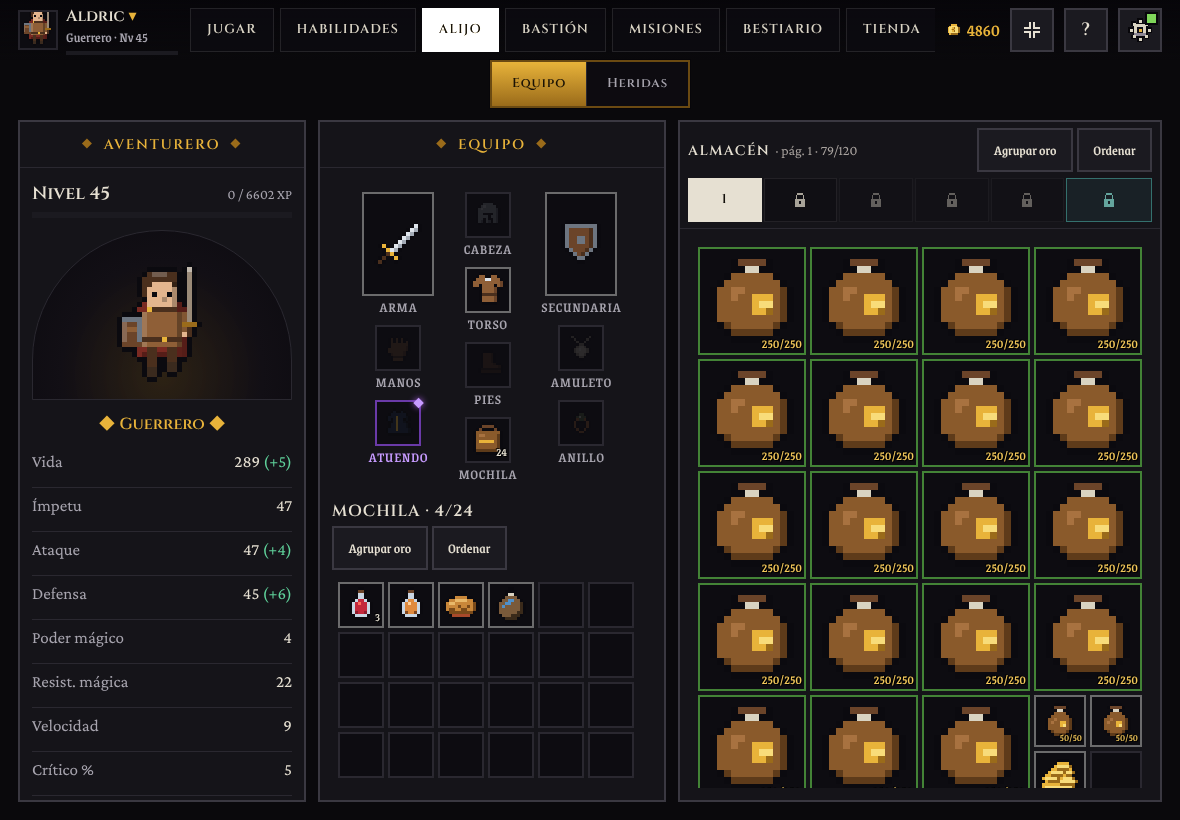 ALDRIC ▾
Guerrero · Nv 45
JUGAR
HABILIDADES
ALIJO
BASTIÓN
MISIONES
BESTIARIO
TIENDA
4860
?
EQUIPO
HERIDAS
AVENTURERO
NIVEL 45
0 / 6602 XP
GUERRERO
Vida 289 (+5)
Ímpetu 47
Ataque 47 (+4)
Defensa 45 (+6)
Poder mágico 4
Resist. mágica 22
Velocidad 9
Crítico % 5
EQUIPO
CABEZA
ARMA
SECUNDARIA
TORSO
MANOS
AMULETO
PIES
ATUENDO
ANILLO
24
MOCHILA
MOCHILA · 4/24
Agrupar oro
Ordenar
3
ALMACÉN · pág. 1 · 79/120
Agrupar oro
Ordenar
I
250/250 250/250 250/250 250/250
250/250 250/250 250/250 250/250
250/250 250/250 250/250 250/250
250/250 250/250 250/250 250/250
50/50 50/50